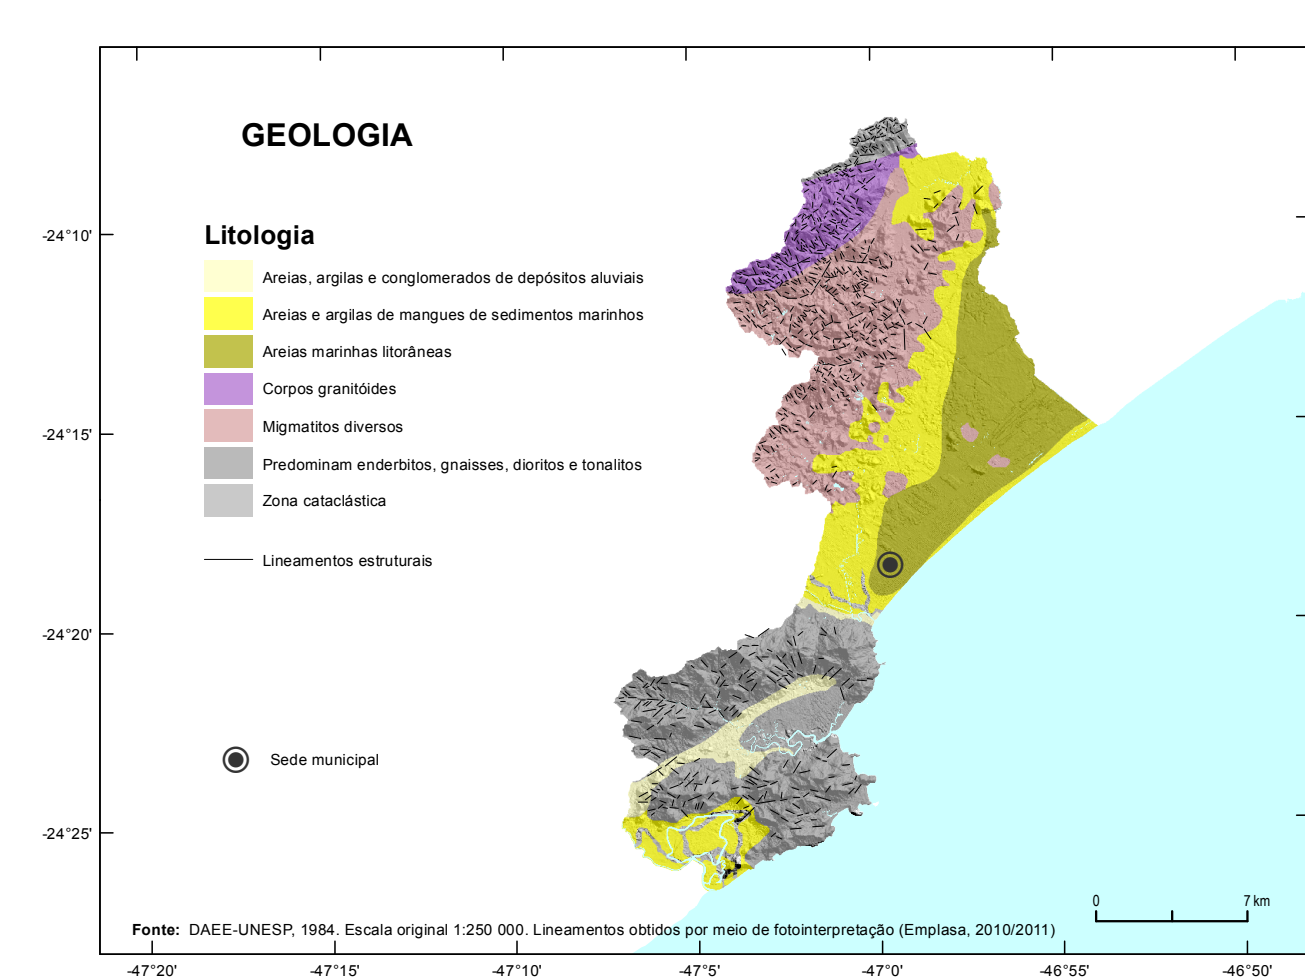 GEOLOGIA
Litologia
Areias, argilas e conglomerados de depósitos aluviais
Areias e argilas de mangues de sedimentos marinhos
Areias marinhas litorâneas
Corpos granitóides
Migmatitos diversos
Predominam enderbitos, gnaisses, dioritos e tonalitos
Zona cataclástica
Lineamentos estruturais
Sede municipal
-24°10'
-24°15'
-24°20'
-24°25'
0 7 km
Fonte: DAEE-UNESP, 1984. Escala original 1:250 000. Lineamentos obtidos por meio de fotointerpretação (Emplasa, 2010/2011)
-47°20' -47°15' -47°10' -47°5' -47°0' -46°55' -46°50'